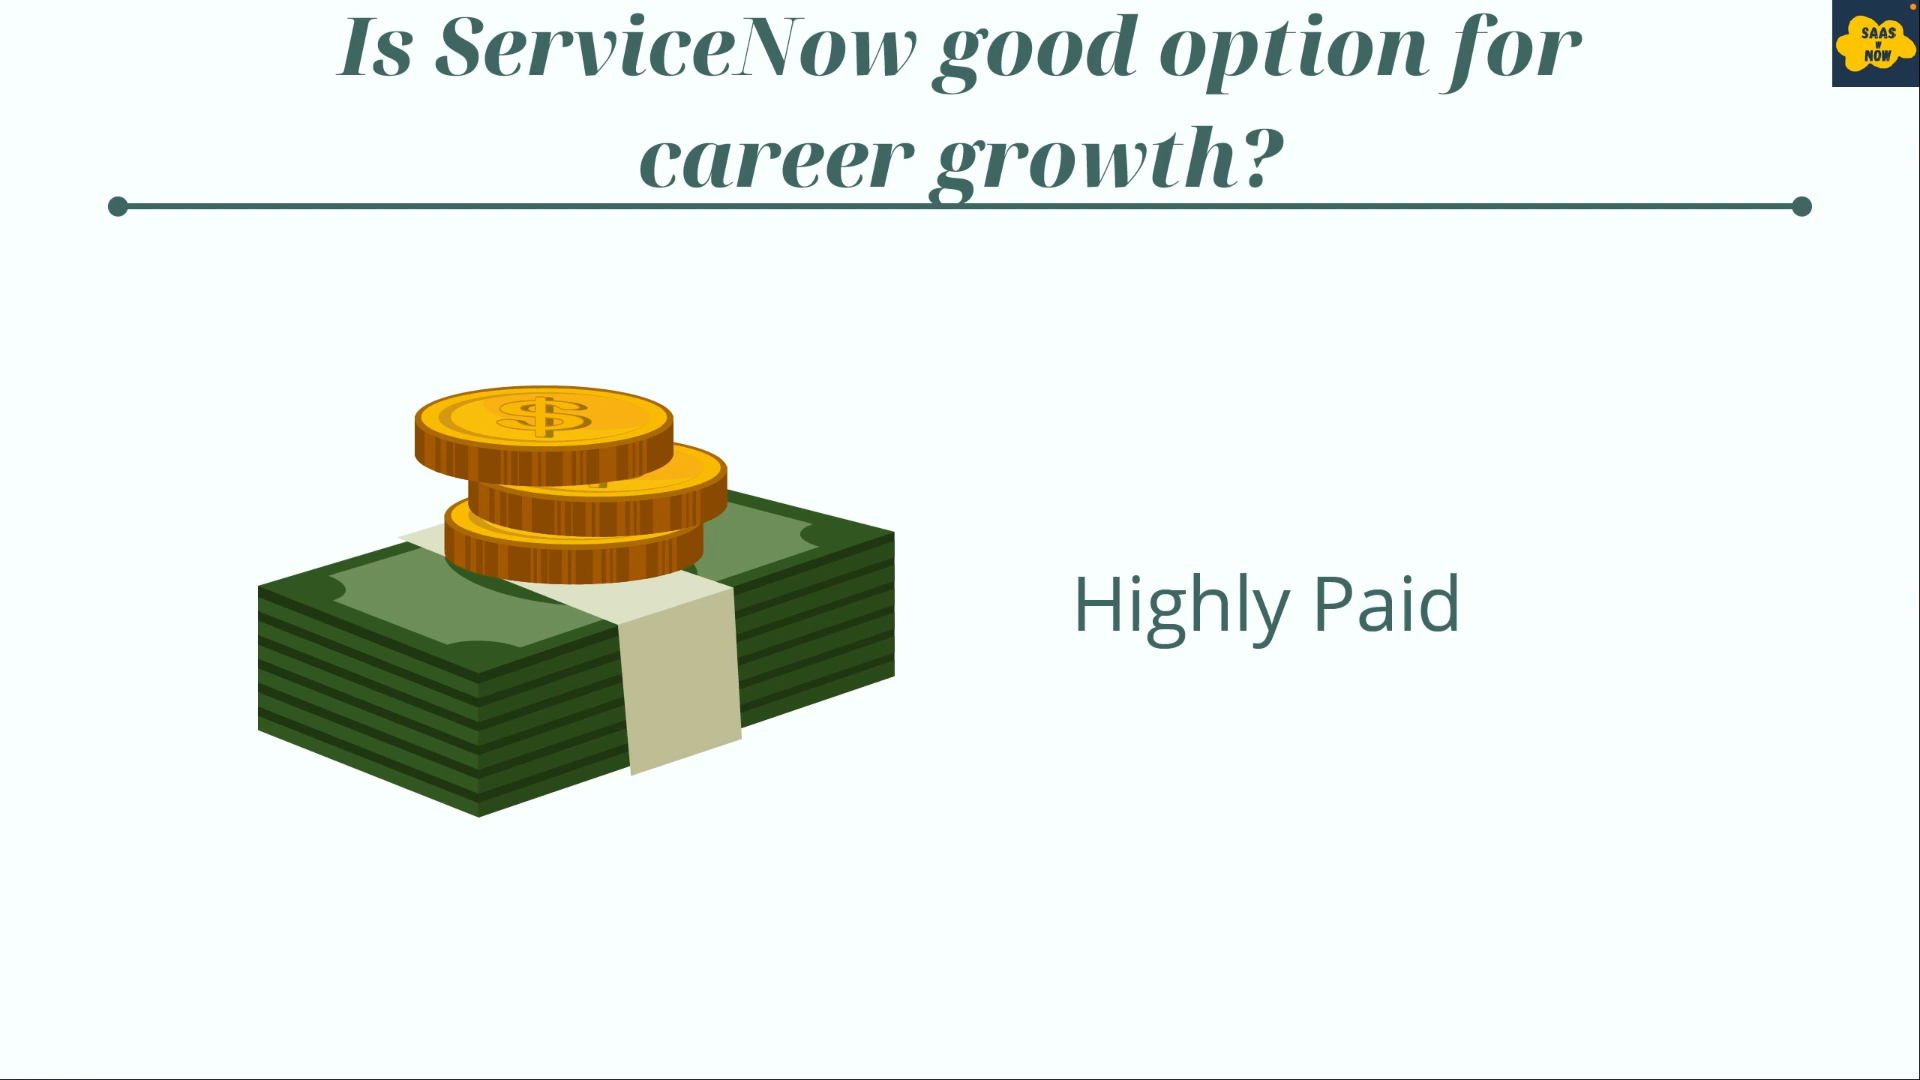 Is ServiceNow good option for
career growth?
SAAS
W
NOW
$
Highly Paid